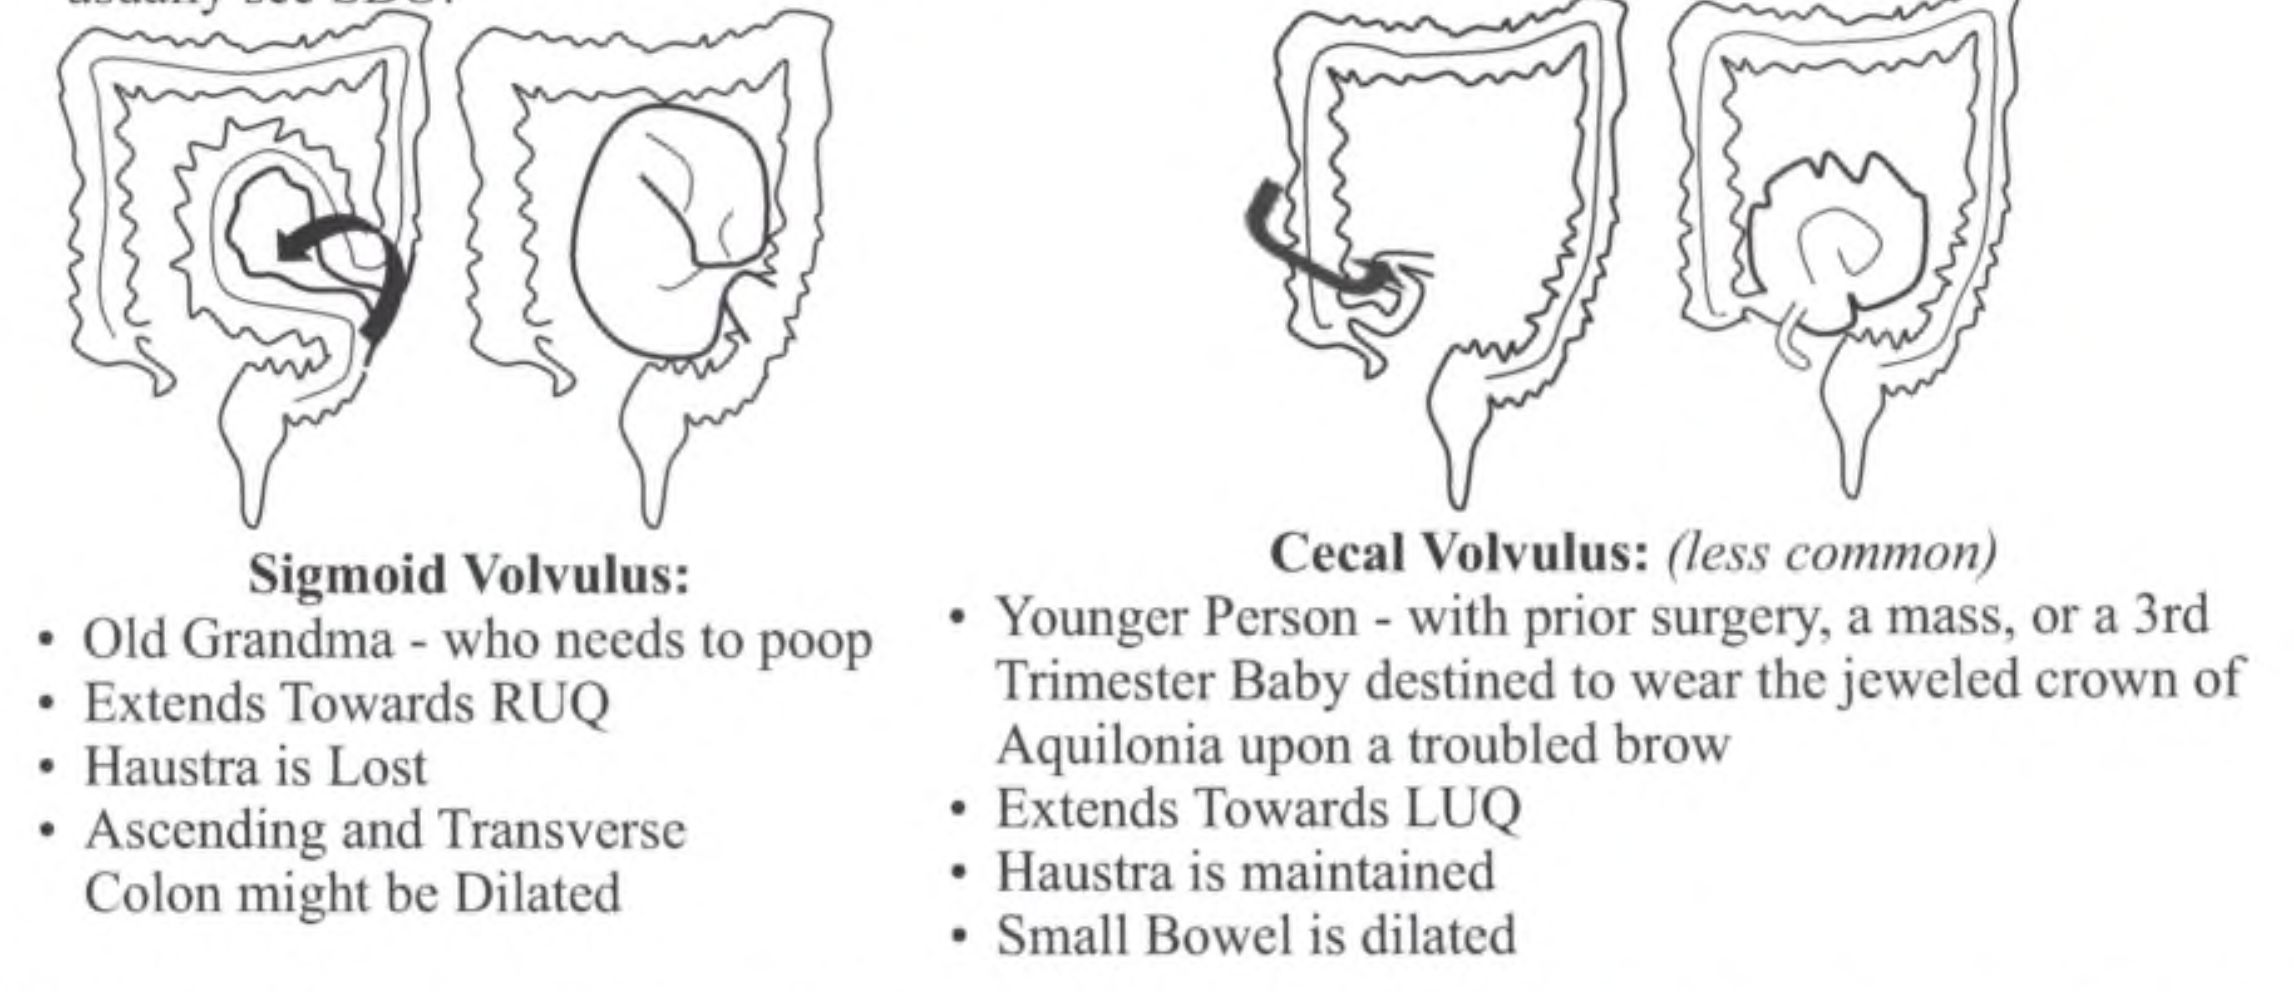 Sigmoid Volvulus:
• Old Grandma - who needs to poop
• Extends Towards RUQ
• Haustra is Lost
• Ascending and Transverse
Colon might be Dilated
Cecal Volvulus: (less common)
• Younger Person - with prior surgery, a mass, or a 3rd
Trimester Baby destined to wear the jeweled crown of
Aquilonia upon a troubled brow
• Extends Towards LUQ
• Haustra is maintained
• Small Bowel is dilated